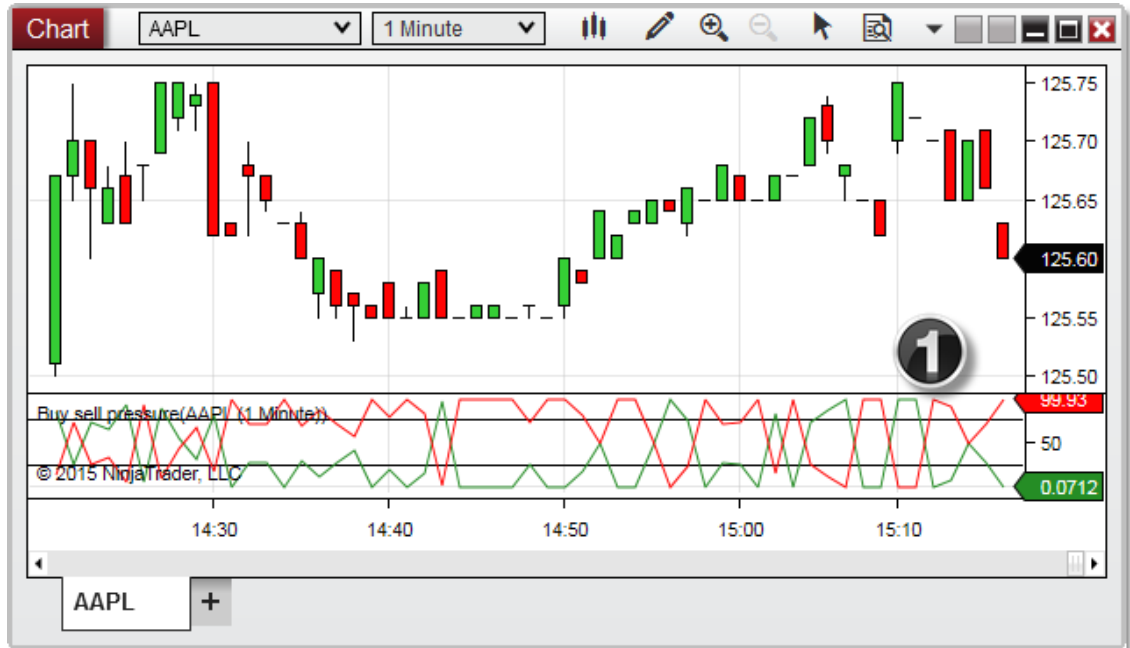 Chart AAPL 1 Minute
125.75
125.70
125.65
125.60
125.55
125.50
1
Buy sell pressure(AAPL (1 Minute))
99.93
50
© 2015 NinjaTrader, LLC
0.0712
14:30 14:40 14:50 15:00 15:10
AAPL +